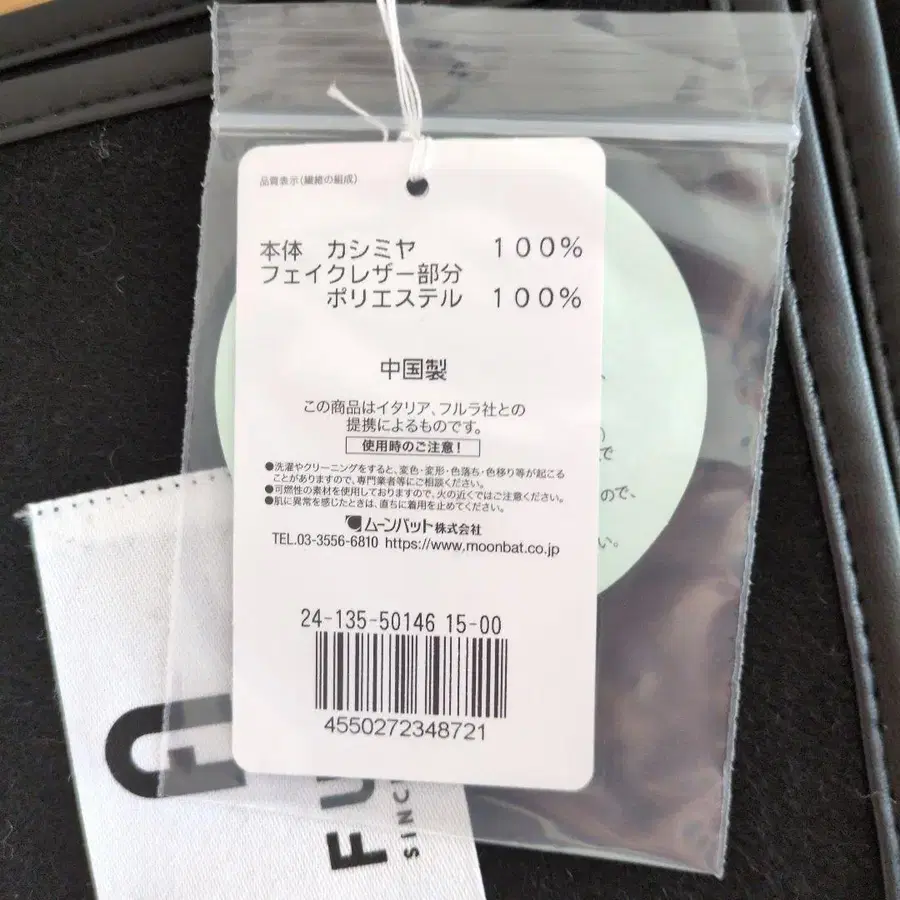 品質表示(繊維の組成)
本体 カシミヤ 100%
フェイクレザー部分
ポリエステル 100%
中国製
この商品はイタリア、フルラ社との
提携によるものです。
使用時のご注意!
●洗濯やクリーニングをすると、変色・変形・色落ち・色移り等が起こる
ことがありますので、専門業者等にご相談ください。
●可燃性の素材を使用しておりますので、火の近くではご注意ください。
●肌に異常を感じたときは、直ちに着用を止めてください。
ムーンバット株式会社
TEL.03-3556-6810 https://www.moonbat.co.jp
24-135-50146 15-00
4550272348721
で
ので、
い。
FU
SINC